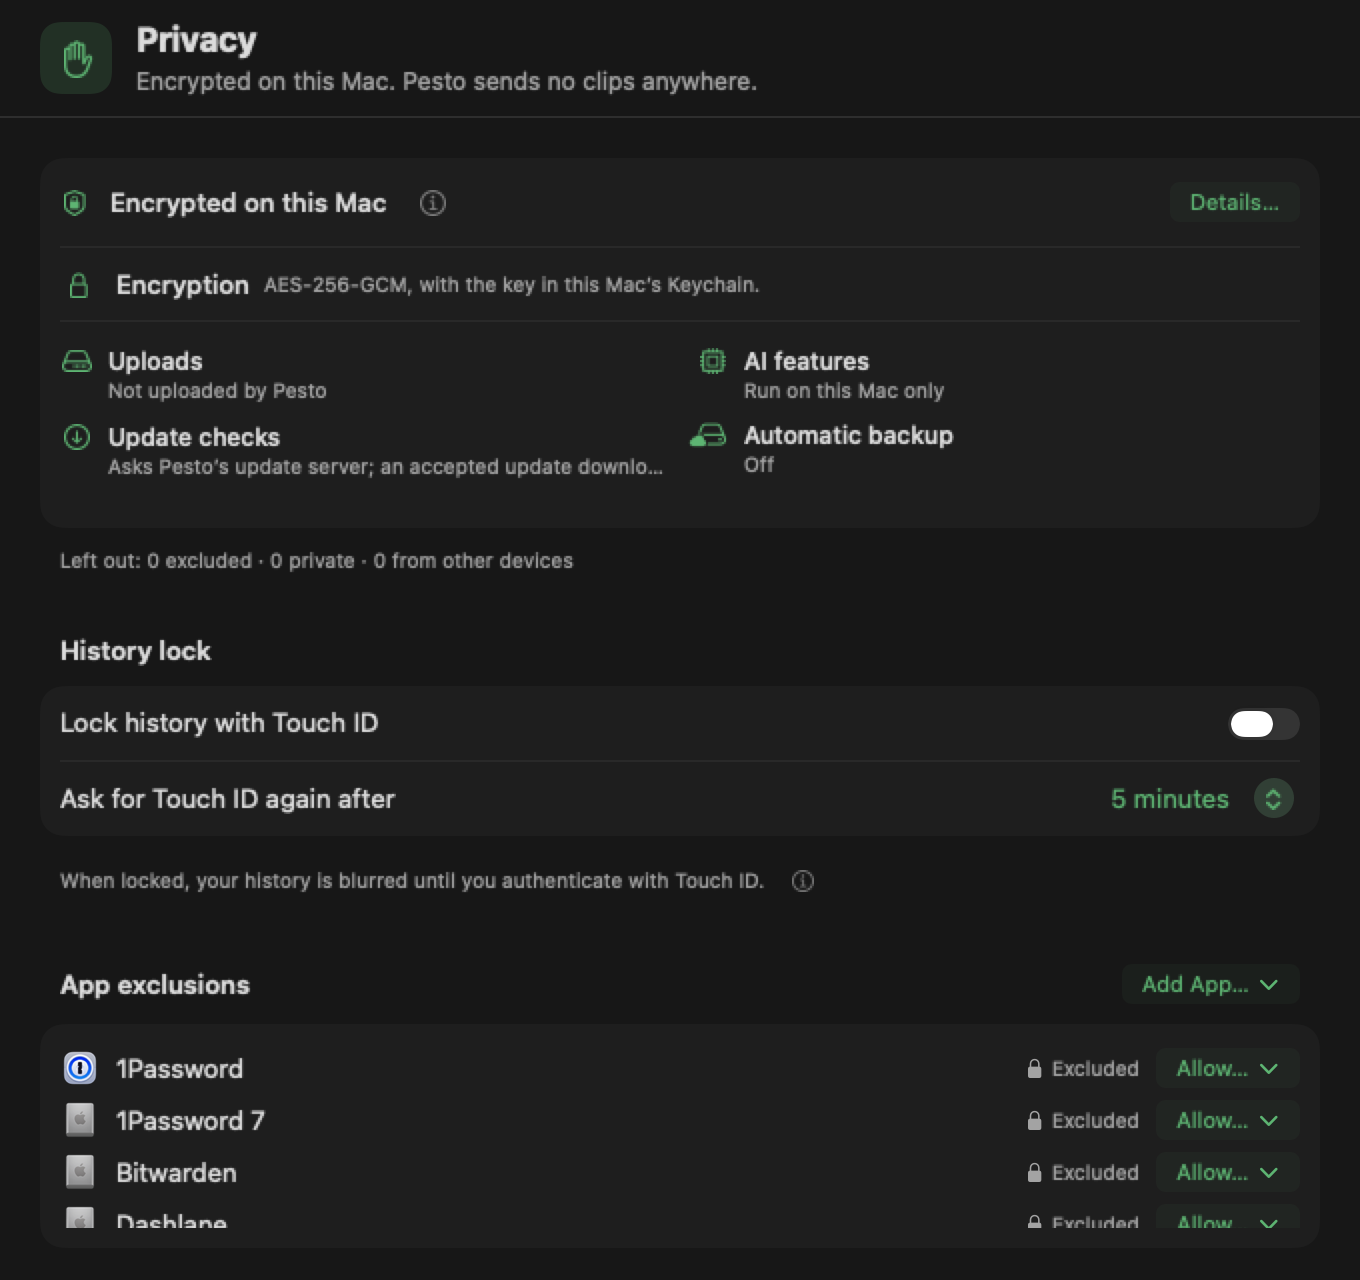 Privacy
Encrypted on this Mac. Pesto sends no clips anywhere.
Encrypted on this Mac
Details...
Encryption AES-256-GCM, with the key in this Mac's Keychain.
Uploads
Not uploaded by Pesto
AI features
Run on this Mac only
Update checks
Asks Pesto's update server; an accepted update downlo...
Automatic backup
Off
Left out: 0 excluded · 0 private · 0 from other devices
History lock
Lock history with Touch ID
Ask for Touch ID again after 5 minutes
When locked, your history is blurred until you authenticate with Touch ID.
App exclusions
Add App...
1Password Excluded Allow...
1Password 7 Excluded Allow...
Bitwarden Excluded Allow...
Dashlane Excluded Allow...